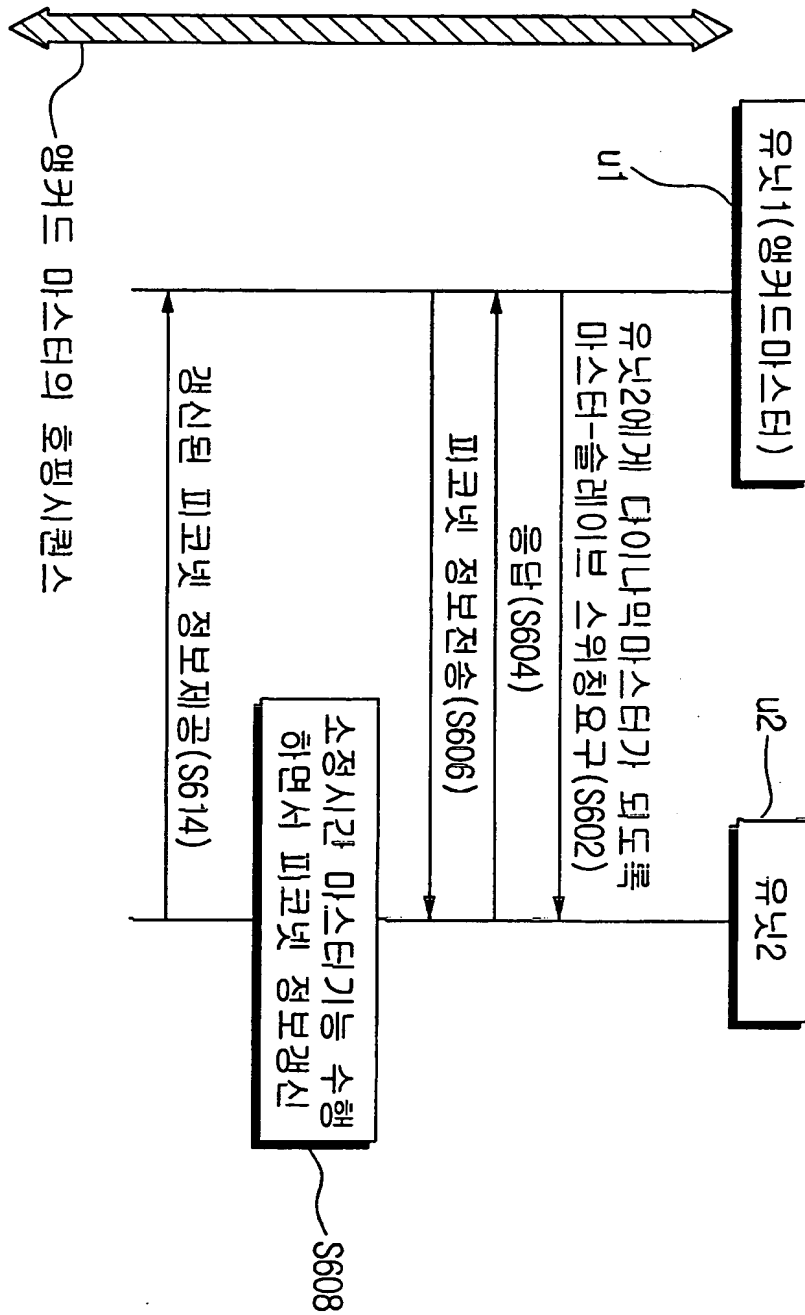 유닛1(앵커드마스터)
u1
u2
유닛2
유닛2에게 다이나믹마스터가 되도록
마스터-슬레이브 스위칭요구(S602)
응답(S604)
피코넷 정보전송(S606)
소정시간 마스터기능 수행
하면서 피코넷 정보갱신
S608
갱신된 피코넷 정보제공(S614)
앵커드 마스터의 호핑시퀀스